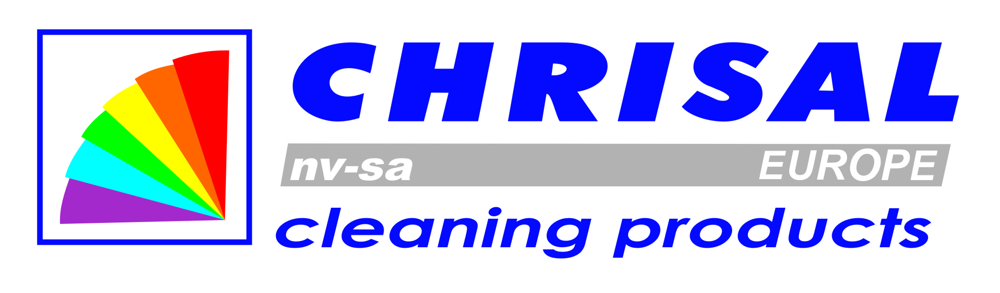 CHRISAL
nv-sa EUROPE
cleaning products